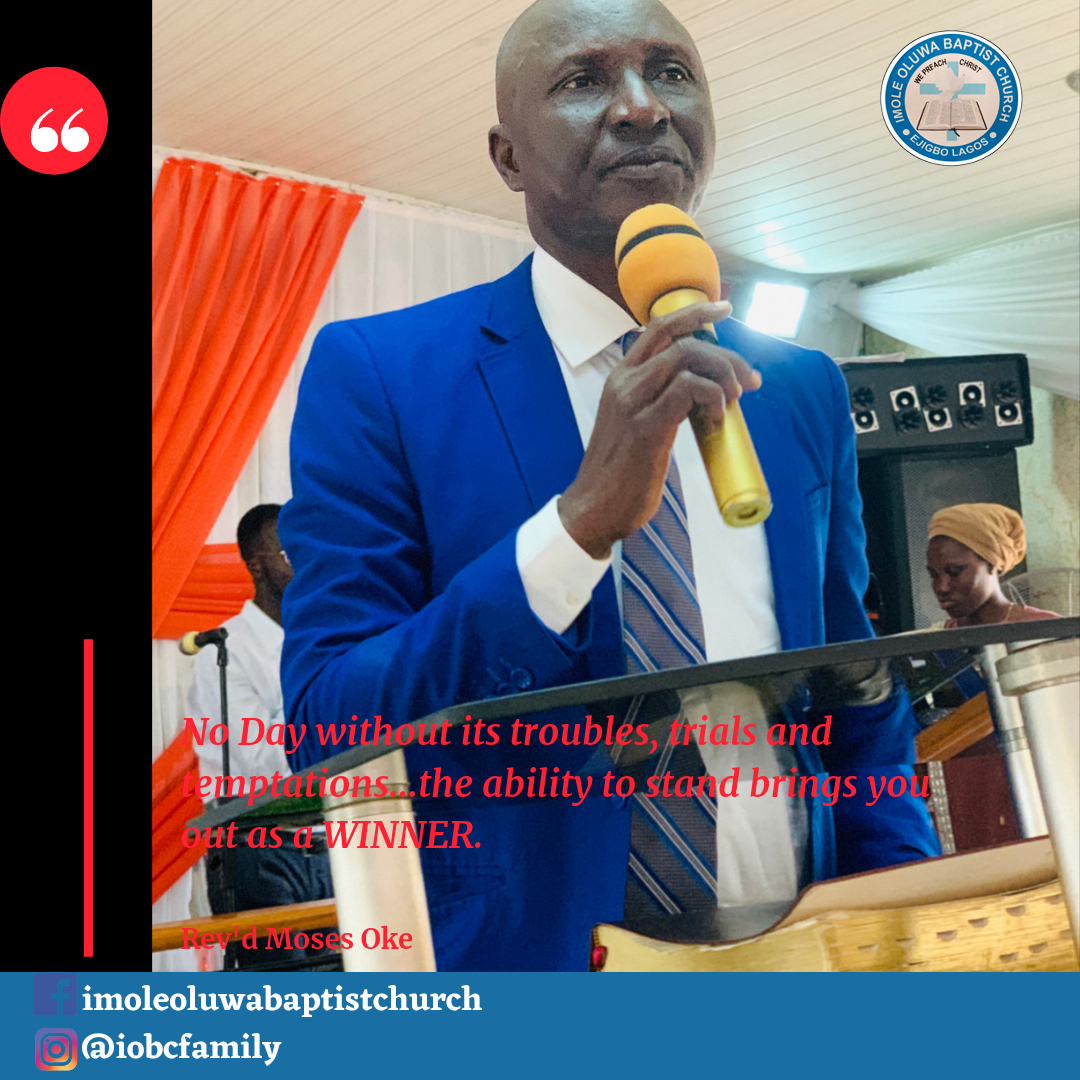 IMOLE OLUWA BAPTIST CHURCH
WE PREACH CHRIST
EJIGBO LAGOS
No Day without its troubles, trials and
temptations...the ability to stand brings you
out as a WINNER.
Rev'd Moses Oke
imoleoluwabaptistchurch
@iobcfamily